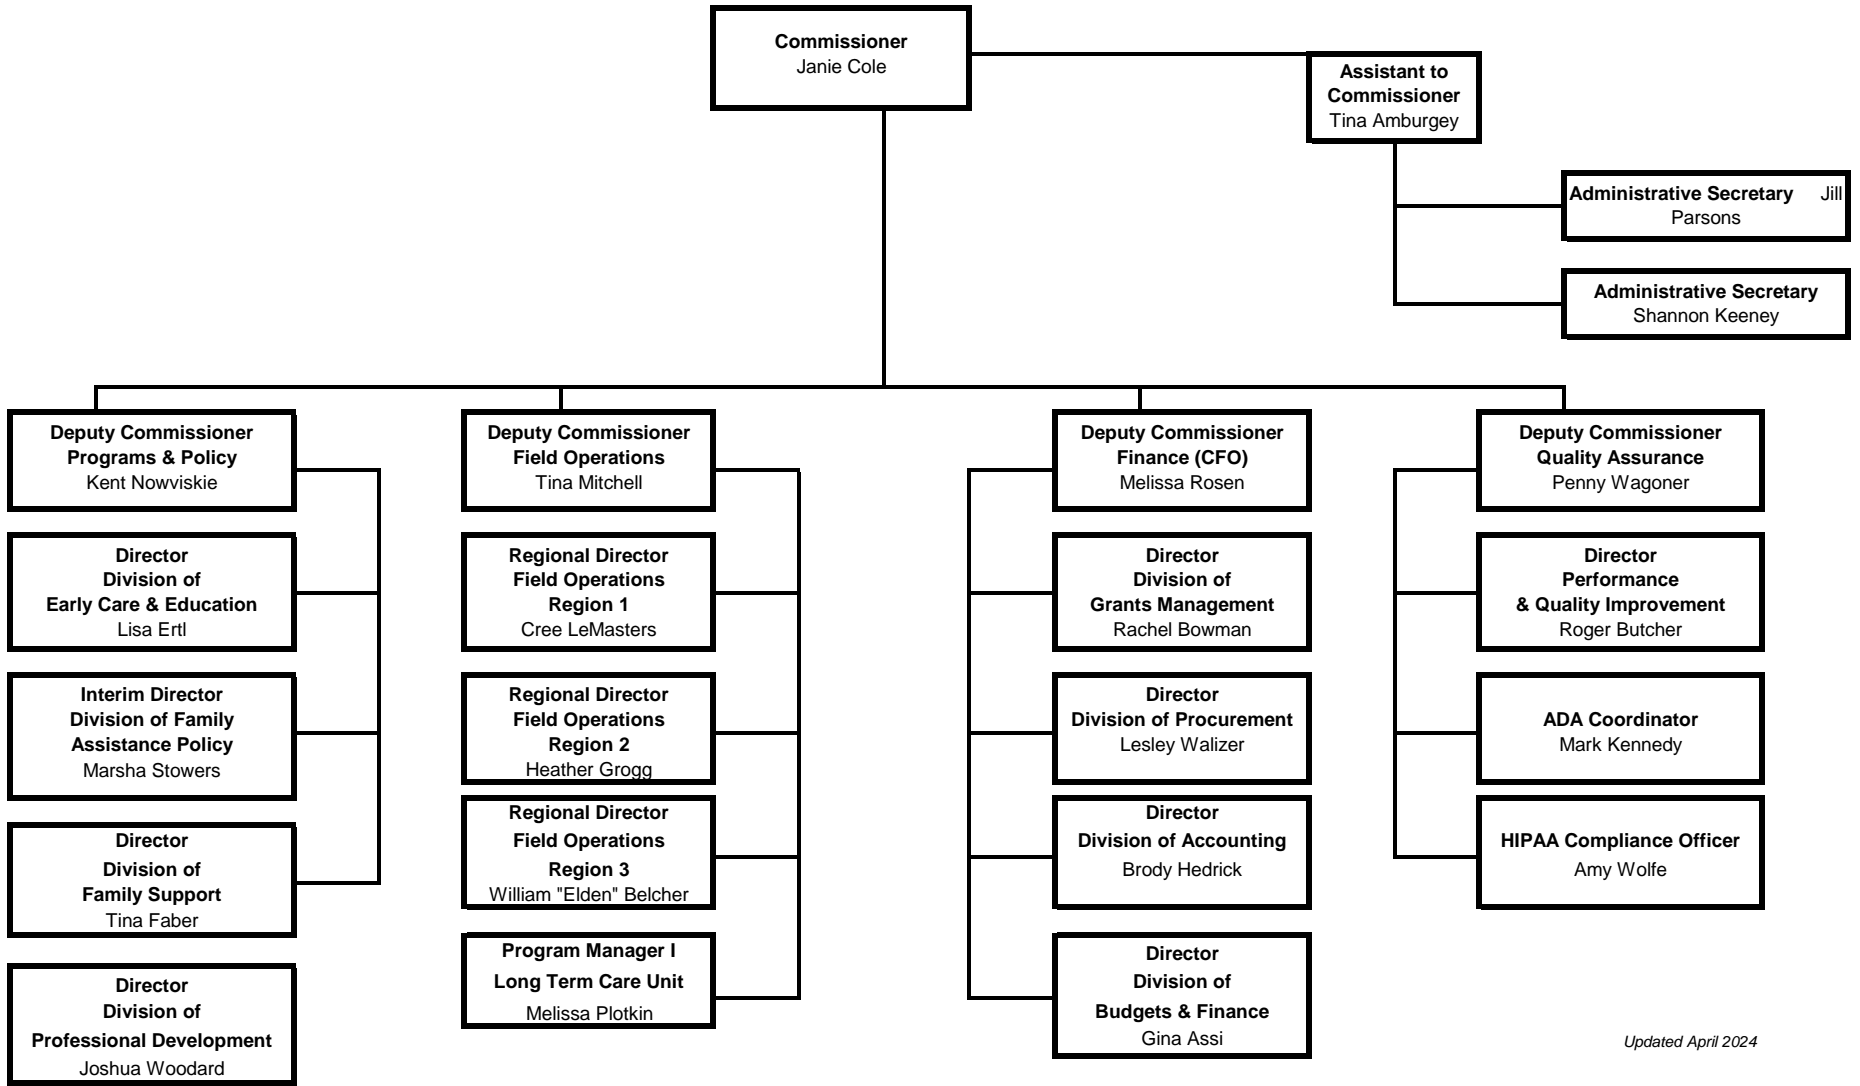 Commissioner
Janie Cole
Assistant to
Commissioner
Tina Amburgey
Administrative Secretary Jill
Parsons
Administrative Secretary
Shannon Keeney
Deputy Commissioner
Programs & Policy
Kent Nowviskie
Director
Division of
Early Care & Education
Lisa Ertl
Interim Director
Division of Family
Assistance Policy
Marsha Stowers
Director
Division of
Family Support
Tina Faber
Director
Division of
Professional Development
Joshua Woodard
Deputy Commissioner
Field Operations
Tina Mitchell
Regional Director
Field Operations
Region 1
Cree LeMasters
Regional Director
Field Operations
Region 2
Heather Grogg
Regional Director
Field Operations
Region 3
William "Elden" Belcher
Program Manager I
Long Term Care Unit
Melissa Plotkin
Deputy Commissioner
Finance (CFO)
Melissa Rosen
Director
Division of
Grants Management
Rachel Bowman
Director
Division of Procurement
Lesley Walizer
Director
Division of Accounting
Brody Hedrick
Director
Division of
Budgets & Finance
Gina Assi
Deputy Commissioner
Quality Assurance
Penny Wagoner
Director
Performance
& Quality Improvement
Roger Butcher
ADA Coordinator
Mark Kennedy
HIPAA Compliance Officer
Amy Wolfe
Updated April 2024